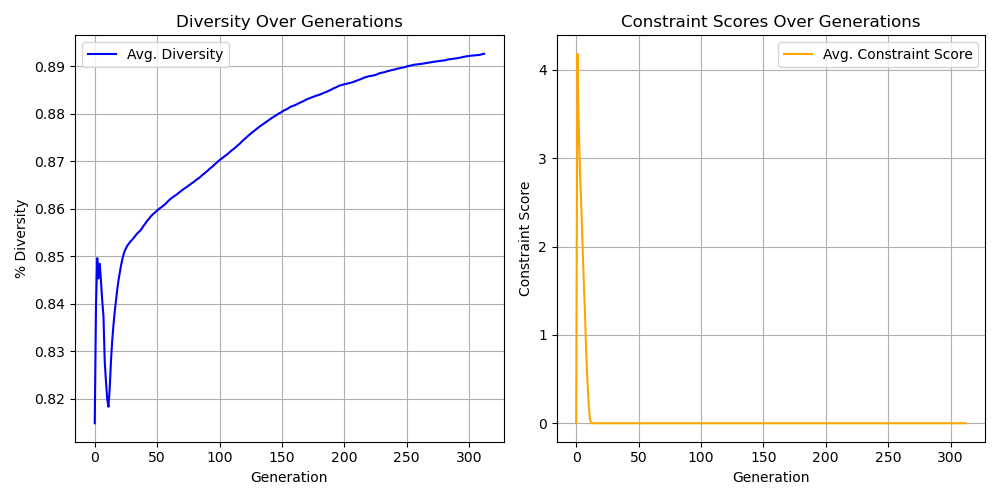 Diversity Over Generations
Avg. Diversity
0.89
0.88
0.87
0.86
0.85
0.84
0.83
0.82
% Diversity
0 50 100 150 200 250 300
Generation
Constraint Scores Over Generations
Avg. Constraint Score
4
3
2
1
0
Constraint Score
0 50 100 150 200 250 300
Generation